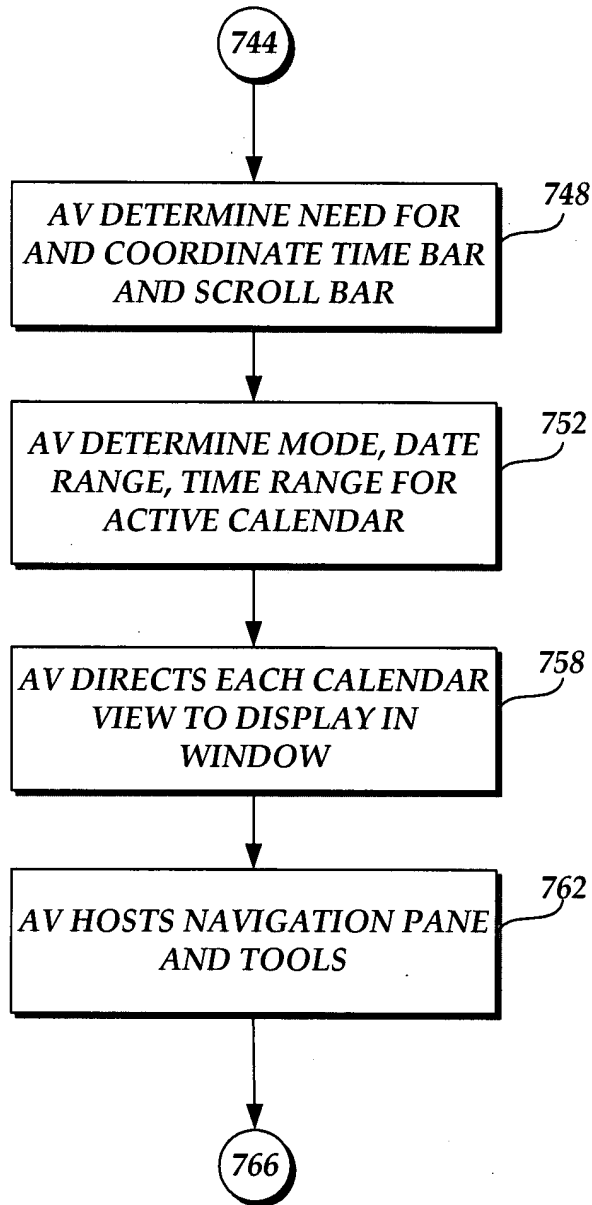 744
748
AV DETERMINE NEED FOR
AND COORDINATE TIME BAR
AND SCROLL BAR
752
AV DETERMINE MODE, DATE
RANGE, TIME RANGE FOR
ACTIVE CALENDAR
758
AV DIRECTS EACH CALENDAR
VIEW TO DISPLAY IN
WINDOW
762
AV HOSTS NAVIGATION PANE
AND TOOLS
766